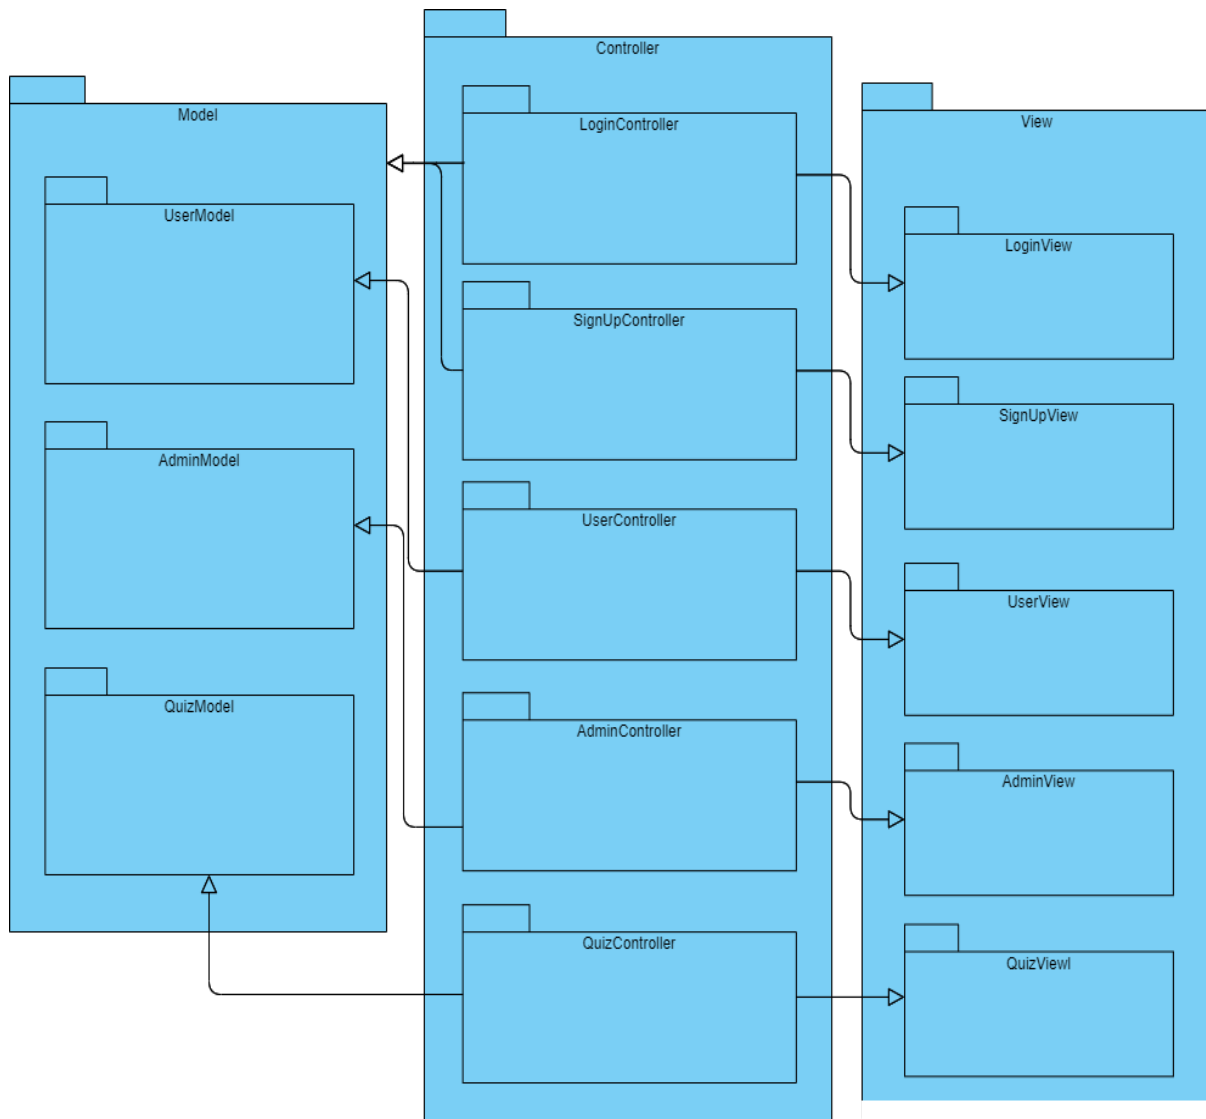 Model
UserModel
AdminModel
QuizModel
Controller
LoginController
SignUpController
UserController
AdminController
QuizController
View
LoginView
SignUpView
UserView
AdminView
QuizViewl